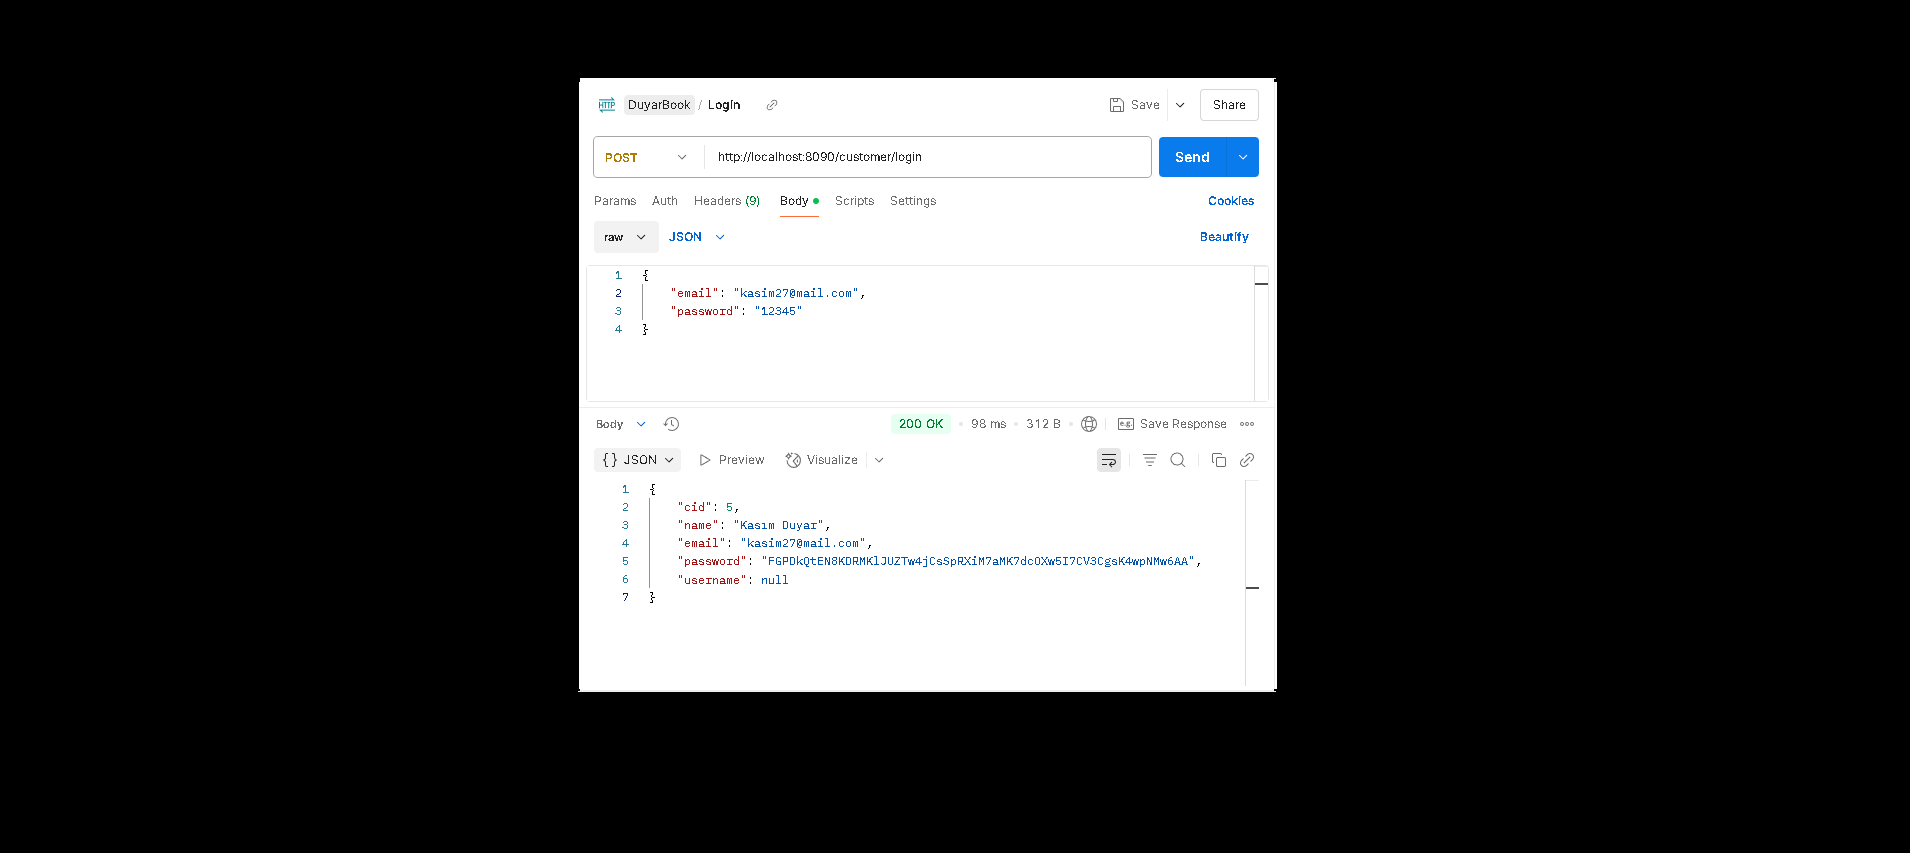 HTTP DuyarBook / Login Save Share
POST http://localhost:8090/customer/login Send
Params Auth Headers (9) Body Scripts Settings Cookies
raw JSON Beautify
1 {
2 "email": "kasim27@mail.com",
3 "password": "12345"
4 }
Body 200 OK 98 ms 312 B e.g. Save Response
{} JSON Preview Visualize
1 {
2 "cid": 5,
3 "name": "Kasım Duyar",
4 "email": "kasim27@mail.com",
5 "password": "FGPDkQtEN8KDRMKlJUZTw4jCsSpRXiM7aMK7dcOXw5I7CV3CgsK4wpNMw6AA",
6 "username": null
7 }